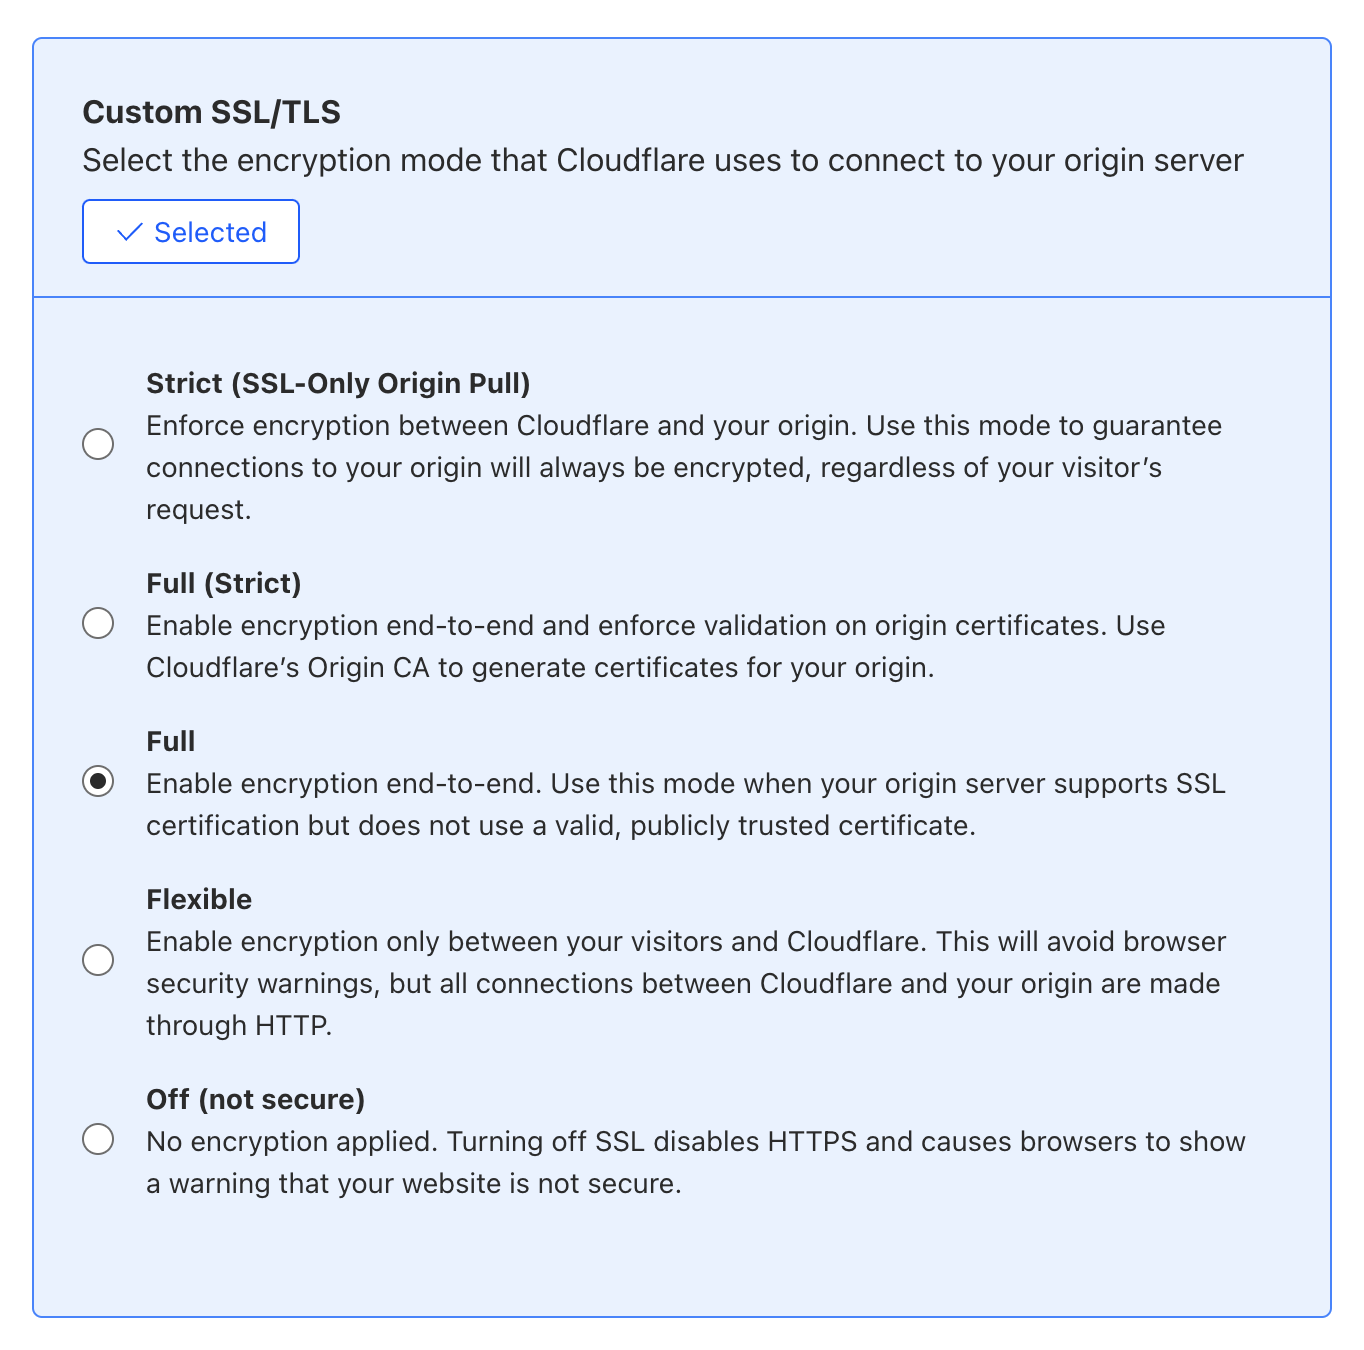 Custom SSL/TLS
Select the encryption mode that Cloudflare uses to connect to your origin server
Selected
Strict (SSL-Only Origin Pull)
Enforce encryption between Cloudflare and your origin. Use this mode to guarantee
connections to your origin will always be encrypted, regardless of your visitor’s
request.
Full (Strict)
Enable encryption end-to-end and enforce validation on origin certificates. Use
Cloudflare’s Origin CA to generate certificates for your origin.
Full
Enable encryption end-to-end. Use this mode when your origin server supports SSL
certification but does not use a valid, publicly trusted certificate.
Flexible
Enable encryption only between your visitors and Cloudflare. This will avoid browser
security warnings, but all connections between Cloudflare and your origin are made
through HTTP.
Off (not secure)
No encryption applied. Turning off SSL disables HTTPS and causes browsers to show
a warning that your website is not secure.